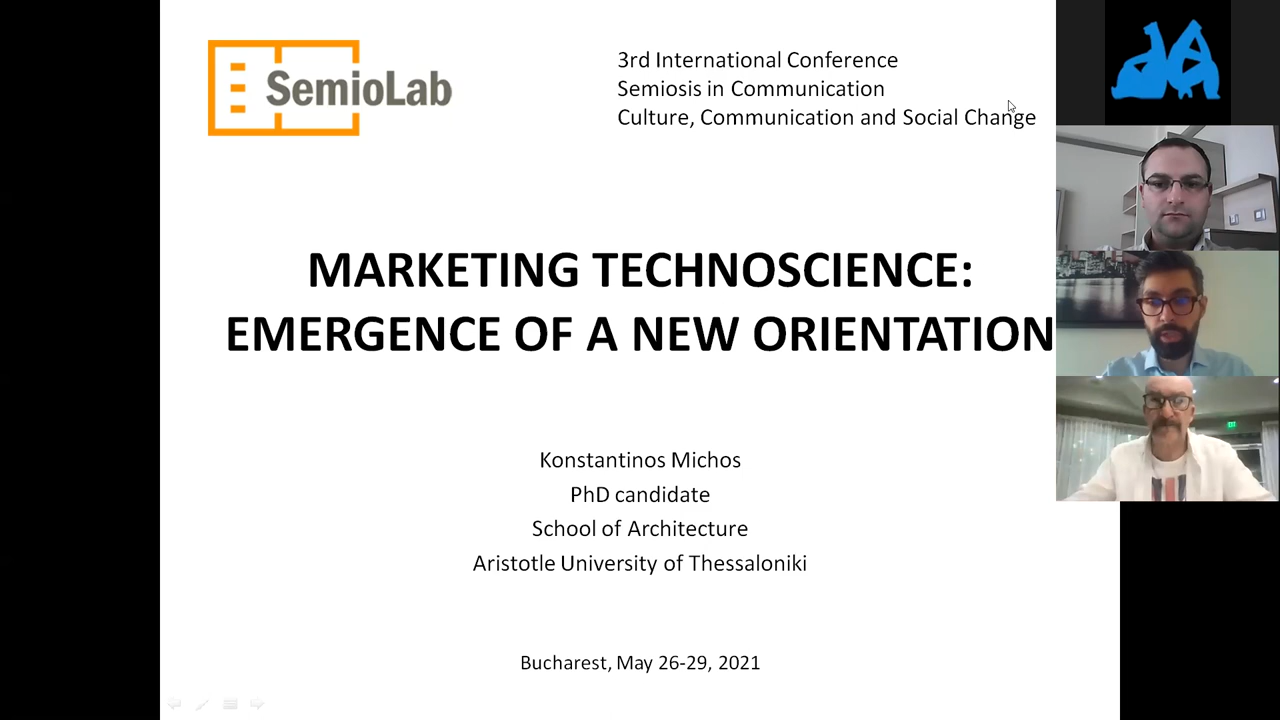 SemioLab
3rd International Conference
Semiosis in Communication
Culture, Communication and Social Change
MARKETING TECHNOSCIENCE:
EMERGENCE OF A NEW ORIENTATION
Konstantinos Michos
PhD candidate
School of Architecture
Aristotle University of Thessaloniki
Bucharest, May 26-29, 2021